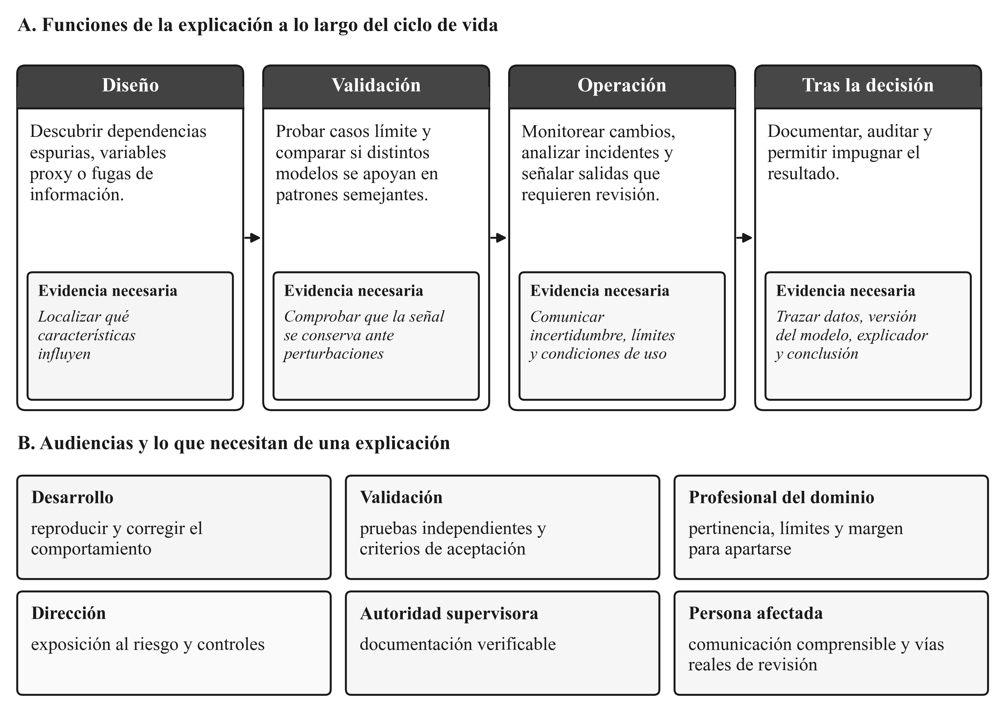 A. Funciones de la explicación a lo largo del ciclo de vida
Diseño
Descubrir dependencias
espurias, variables
proxy o fugas de
información.
Evidencia necesaria
Localizar qué
características
influyen
Validación
Probar casos límite y
comparar si distintos
modelos se apoyan en
patrones semejantes.
Evidencia necesaria
Comprobar que la señal
se conserva ante
perturbaciones
Operación
Monitorear cambios,
analizar incidentes y
señalar salidas que
requieren revisión.
Evidencia necesaria
Comunicar
incertidumbre, límites
y condiciones de uso
Tras la decisión
Documentar, auditar y
permitir impugnar el
resultado.
Evidencia necesaria
Trazar datos, versión
del modelo, explicador
y conclusión
B. Audiencias y lo que necesitan de una explicación
Desarrollo
reproducir y corregir el
comportamiento
Validación
pruebas independientes y
criterios de aceptación
Profesional del dominio
pertinencia, límites y margen
para apartarse
Dirección
exposición al riesgo y controles
Autoridad supervisora
documentación verificable
Persona afectada
comunicación comprensible y vías
reales de revisión